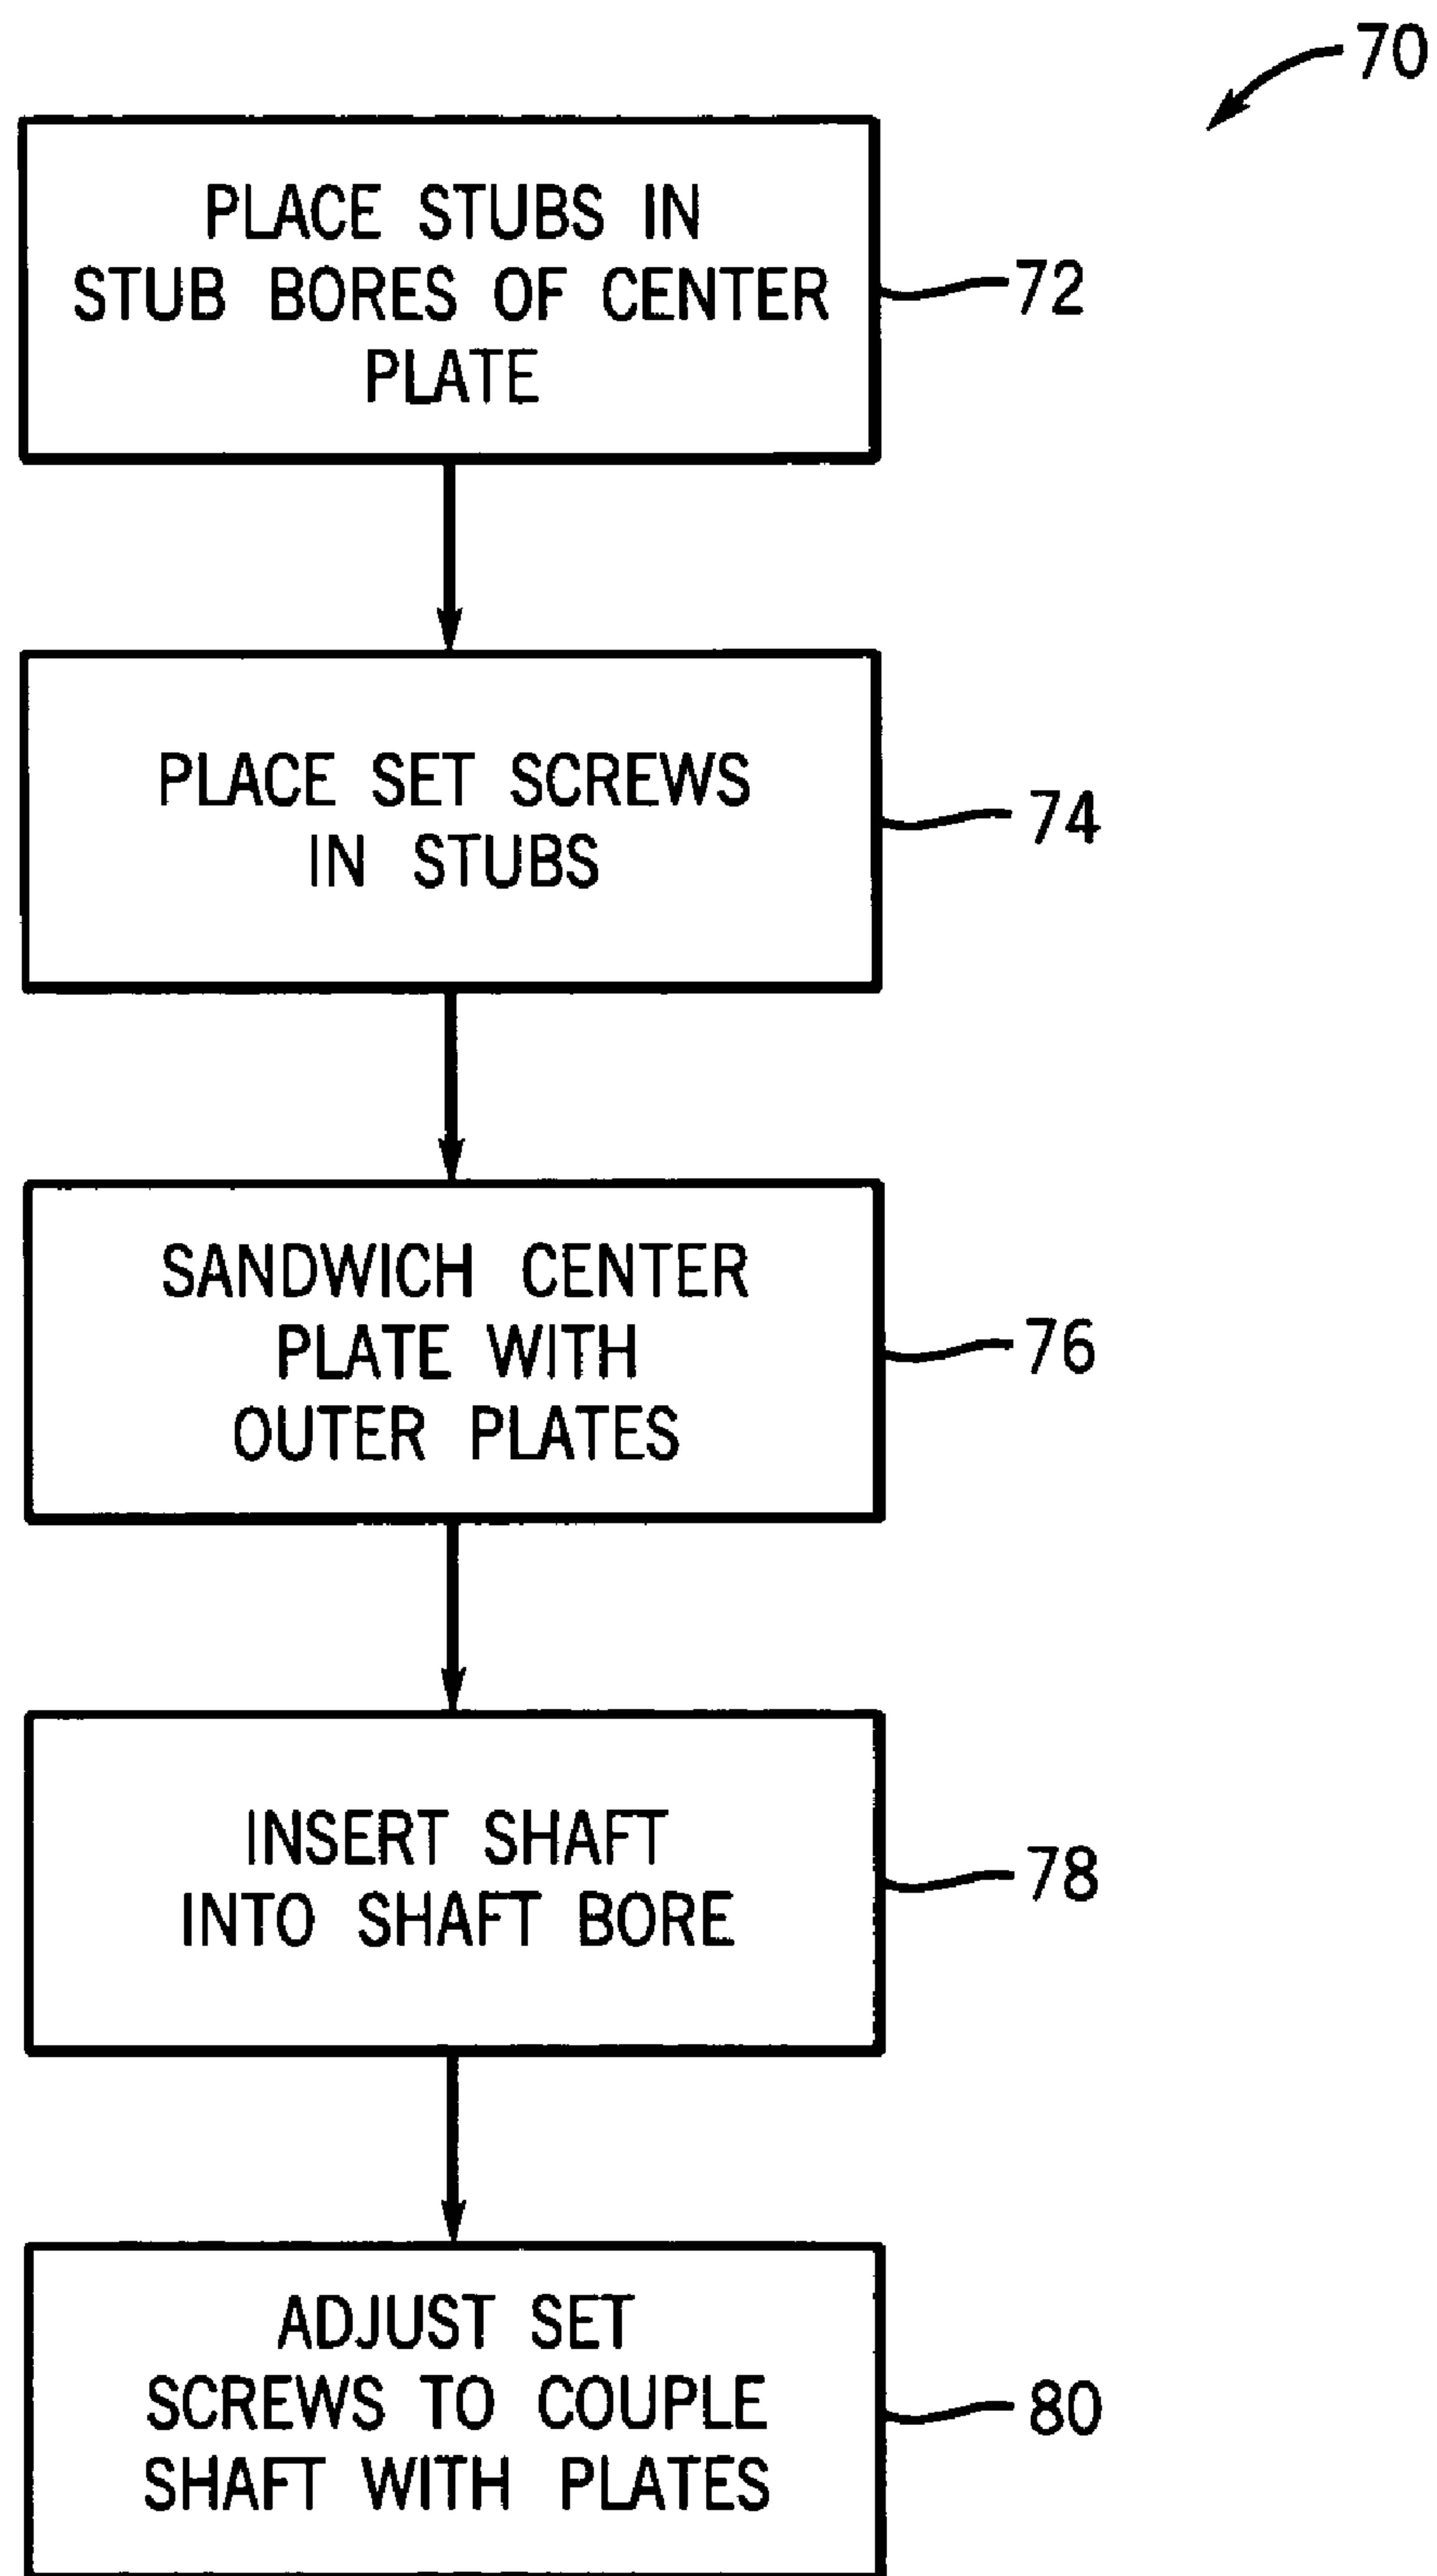 70
PLACE STUBS IN
STUB BORES OF CENTER
PLATE
72
PLACE SET SCREWS
IN STUBS
74
SANDWICH CENTER
PLATE WITH
OUTER PLATES
76
INSERT SHAFT
INTO SHAFT BORE
78
ADJUST SET
SCREWS TO COUPLE
SHAFT WITH PLATES
80